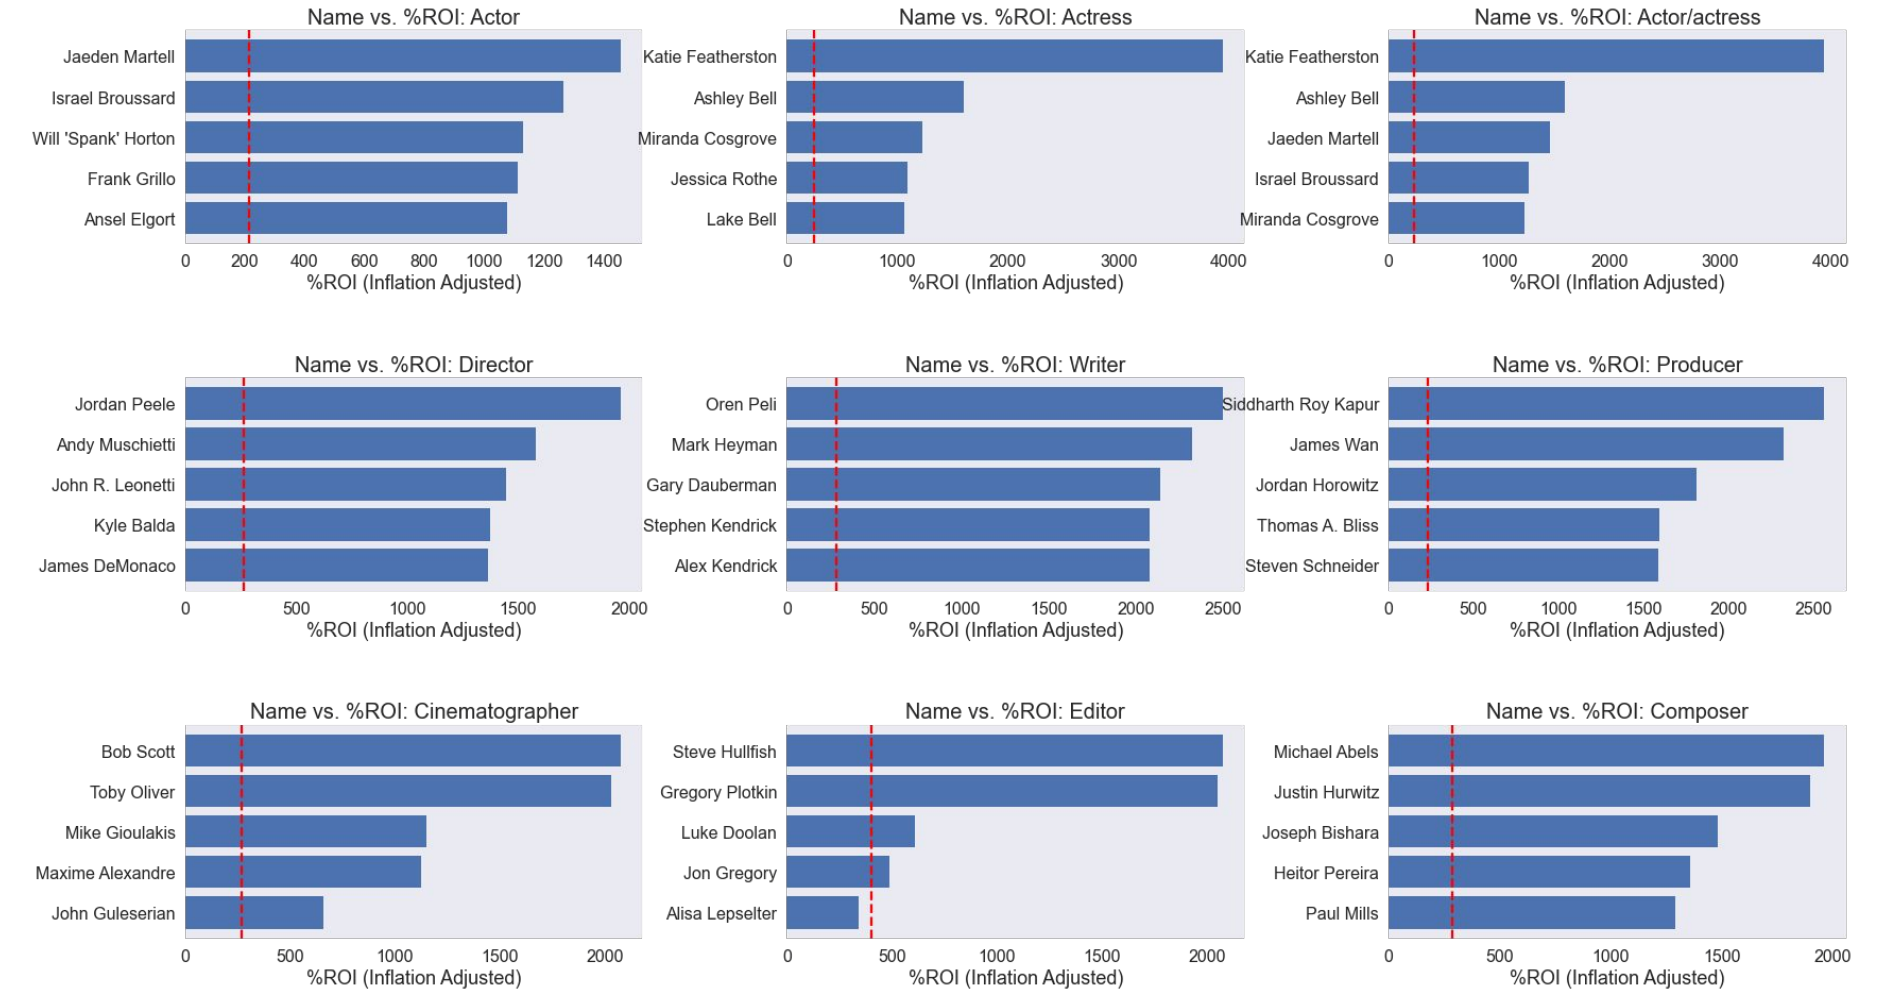 Name vs. %ROI: Actor
Jaeden Martell
Israel Broussard
Will 'Spank' Horton
Frank Grillo
Ansel Elgort
0 200 400 600 800 1000 1200 1400
%ROI (Inflation Adjusted)
Name vs. %ROI: Actress
Katie Featherston
Ashley Bell
Miranda Cosgrove
Jessica Rothe
Lake Bell
0 1000 2000 3000 4000
%ROI (Inflation Adjusted)
Name vs. %ROI: Actor/actress
Katie Featherston
Ashley Bell
Jaeden Martell
Israel Broussard
Miranda Cosgrove
0 1000 2000 3000 4000
%ROI (Inflation Adjusted)
Name vs. %ROI: Director
Jordan Peele
Andy Muschietti
John R. Leonetti
Kyle Balda
James DeMonaco
0 500 1000 1500 2000
%ROI (Inflation Adjusted)
Name vs. %ROI: Writer
Oren Peli
Mark Heyman
Gary Dauberman
Stephen Kendrick
Alex Kendrick
0 500 1000 1500 2000 2500
%ROI (Inflation Adjusted)
Name vs. %ROI: Producer
Siddharth Roy Kapur
James Wan
Jordan Horowitz
Thomas A. Bliss
Steven Schneider
0 500 1000 1500 2000 2500
%ROI (Inflation Adjusted)
Name vs. %ROI: Cinematographer
Bob Scott
Toby Oliver
Mike Gioulakis
Maxime Alexandre
John Guleserian
0 500 1000 1500 2000
%ROI (Inflation Adjusted)
Name vs. %ROI: Editor
Steve Hullfish
Gregory Plotkin
Luke Doolan
Jon Gregory
Alisa Lepselter
0 500 1000 1500 2000
%ROI (Inflation Adjusted)
Name vs. %ROI: Composer
Michael Abels
Justin Hurwitz
Joseph Bishara
Heitor Pereira
Paul Mills
0 500 1000 1500 2000
%ROI (Inflation Adjusted)